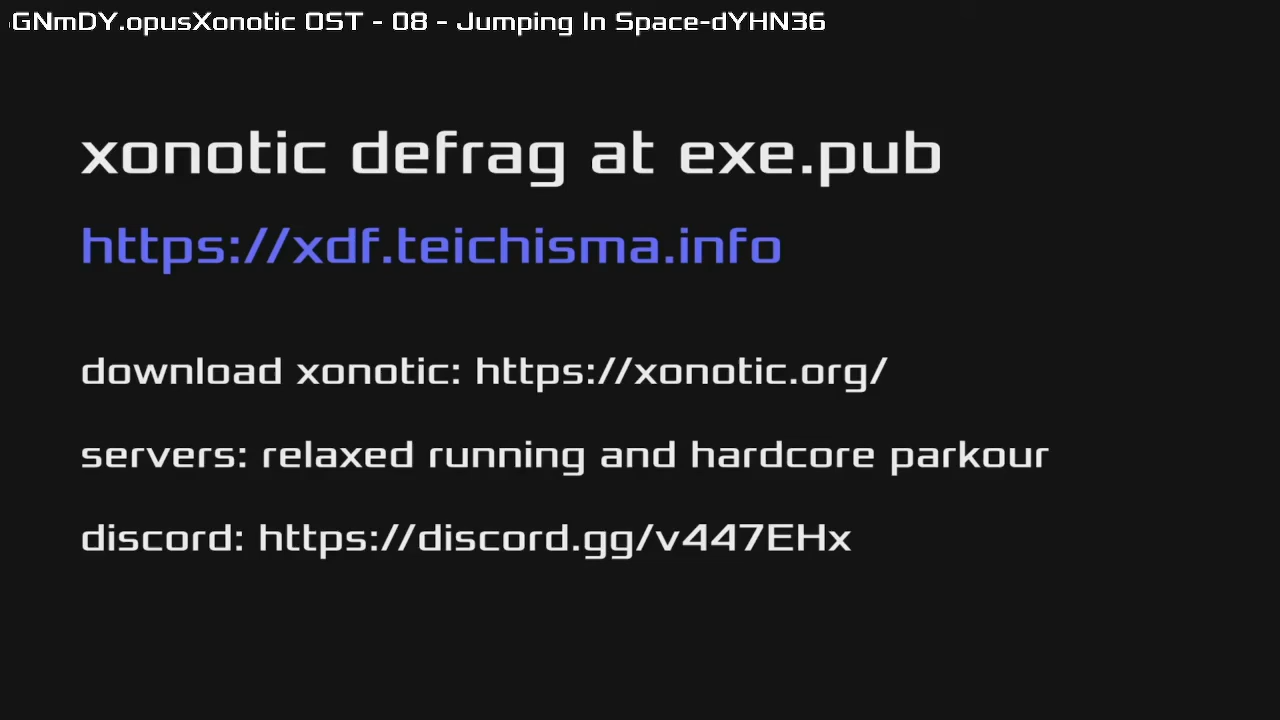 GNmDY.opusXonotic OST - 08 - Jumping In Space-dYHN36
xonotic defrag at exe.pub
https://xdf.teichisma.info
download xonotic: https://xonotic.org/
servers: relaxed running and hardcore parkour
discord: https://discord.gg/v447EHx